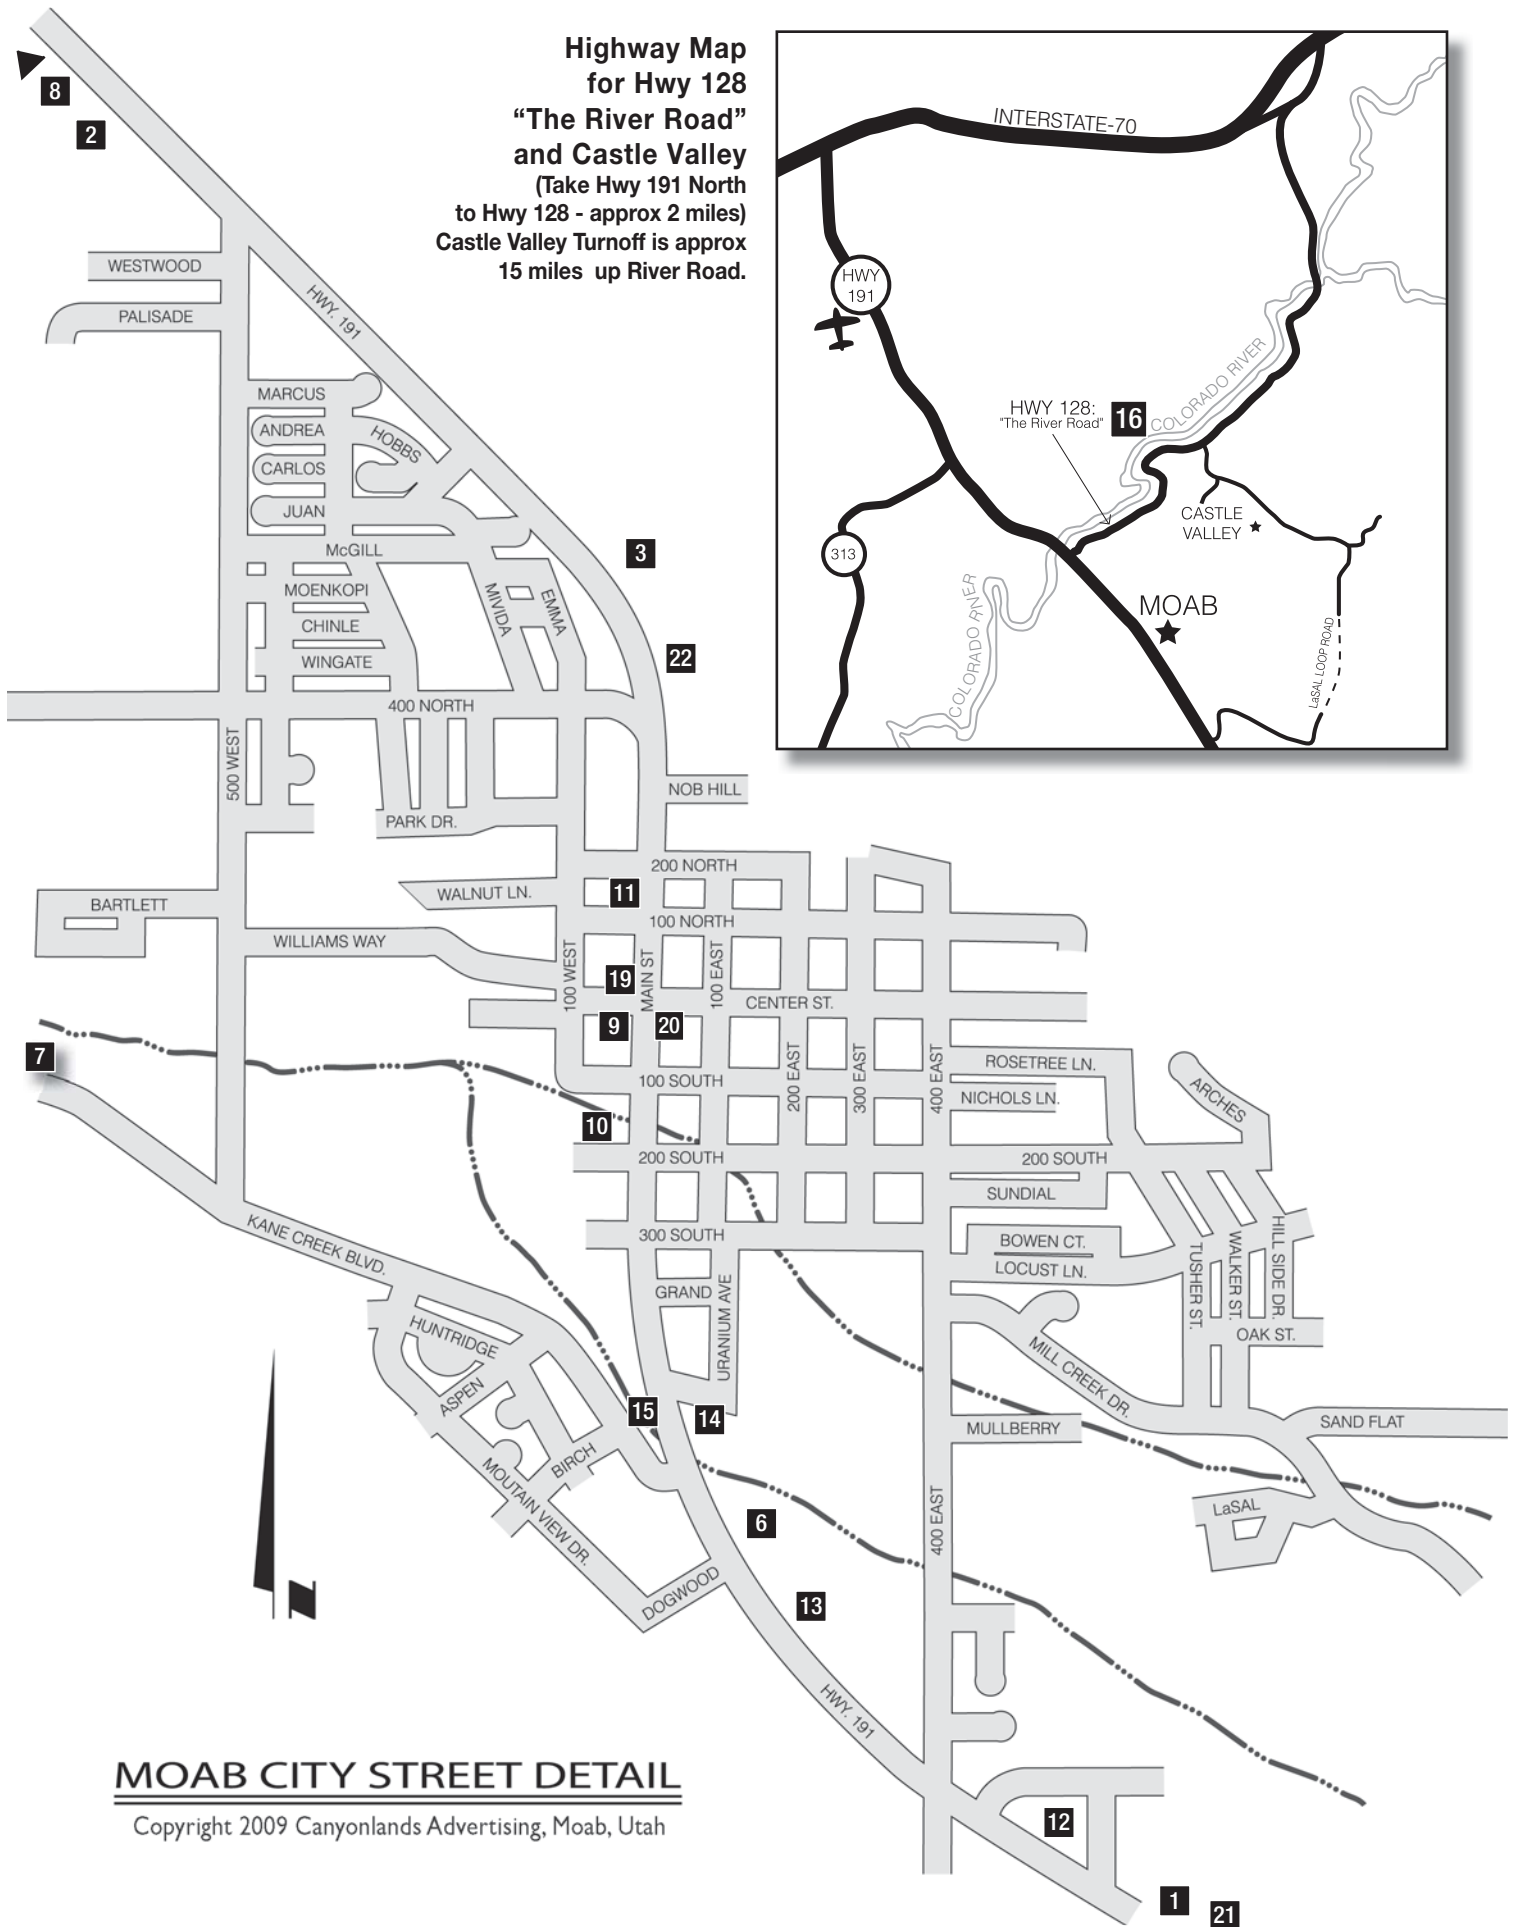 Highway Map
for Hwy 128
“The River Road”
and Castle Valley
(Take Hwy 191 North
to Hwy 128 - approx 2 miles)
Castle Valley Turnoff is approx
15 miles up River Road.
INTERSTATE-70
HWY
191
COLORADO RIVER
HWY 128:
"The River Road"
16
CASTLE
VALLEY
313
MOAB
COLORADO RIVER
LaSAL LOOP ROAD
8
2
WESTWOOD
PALISADE
HWY. 191
MARCUS
ANDREA
HOBBS
CARLOS
JUAN
McGILL
3
MOENKOPI
MIVIDA
EMMA
CHINLE
WINGATE
22
400 NORTH
500 WEST
NOB HILL
PARK DR.
200 NORTH
WALNUT LN.
11
BARTLETT
100 NORTH
WILLIAMS WAY
100 WEST
19
MAIN ST
100 EAST
CENTER ST.
9
20
7
200 EAST
300 EAST
400 EAST
ROSETREE LN.
100 SOUTH
NICHOLS LN.
ARCHES
10
200 SOUTH
200 SOUTH
SUNDIAL
KANE CREEK BLVD.
300 SOUTH
BOWEN CT.
LOCUST LN.
TUSHER ST.
WALKER ST.
HILL SIDE DR.
GRAND
URANIUM AVE
HUNTRIDGE
OAK ST.
MILL CREEK DR.
ASPEN
15
14
MULLBERRY
SAND FLAT
BIRCH
MOUTAIN VIEW DR.
LaSAL
6
400 EAST
DOGWOOD
13
HWY. 191
MOAB CITY STREET DETAIL
Copyright 2009 Canyonlands Advertising, Moab, Utah
12
1
21